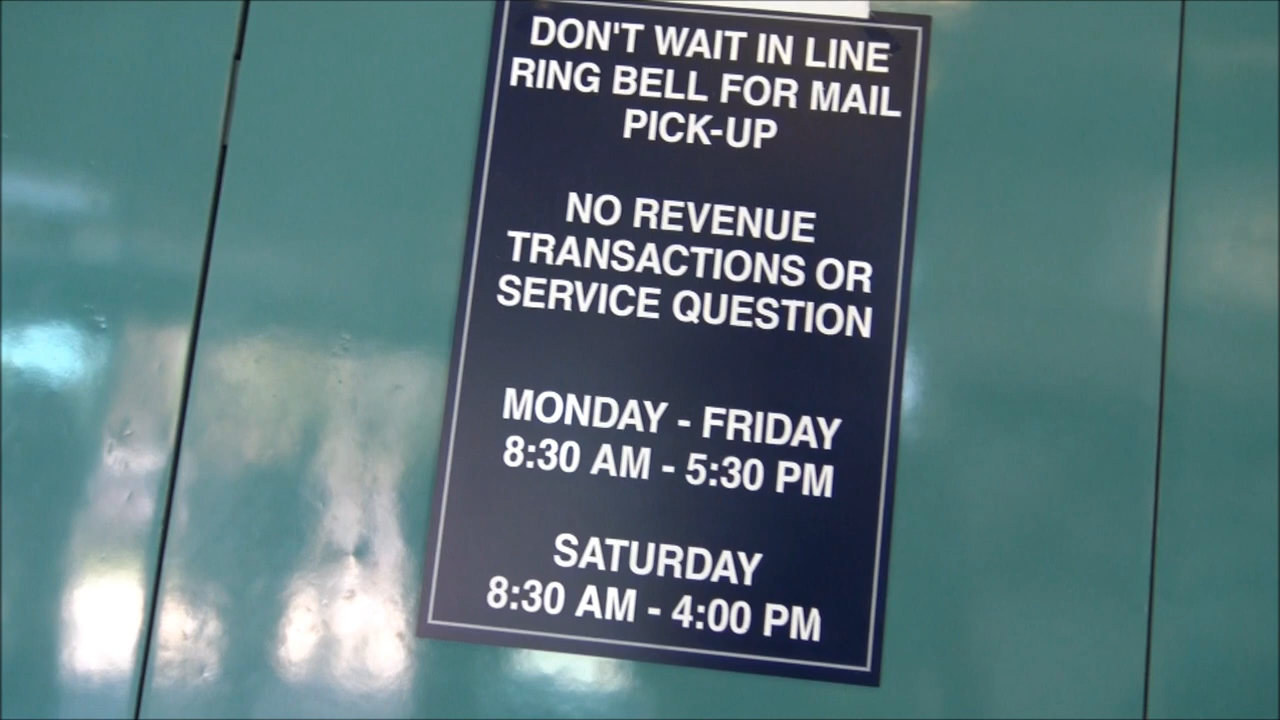 DON'T WAIT IN LINE
RING BELL FOR MAIL
PICK-UP
NO REVENUE
TRANSACTIONS OR
SERVICE QUESTION
MONDAY - FRIDAY
8:30 AM - 5:30 PM
SATURDAY
8:30 AM - 4:00 PM